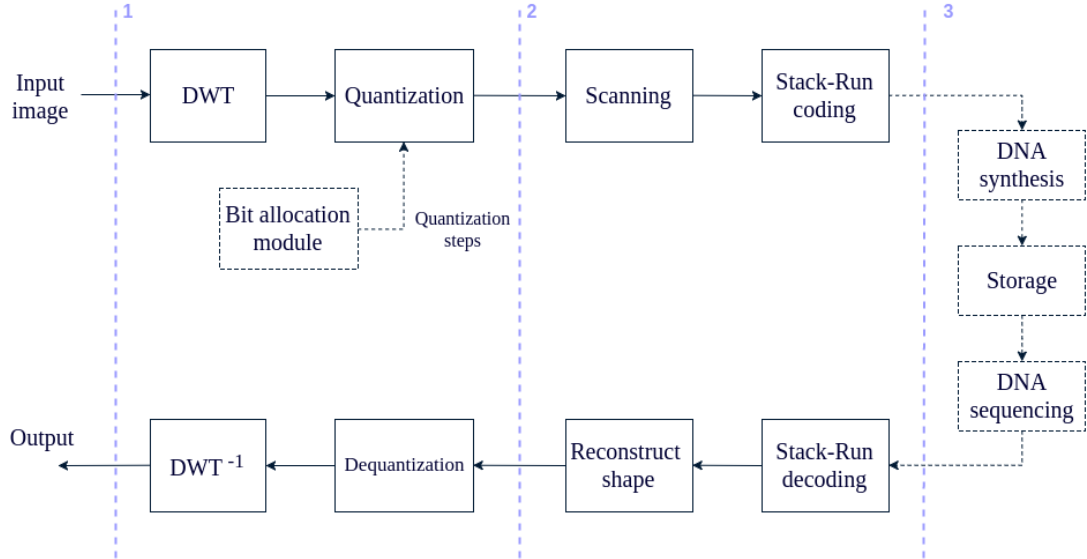 1
2
3
Input
image
DWT
Quantization
Scanning
Stack-Run
coding
DNA
synthesis
Bit allocation
module
Quantization
steps
Storage
DNA
sequencing
Output
DWT -1
Dequantization
Reconstruct
shape
Stack-Run
decoding